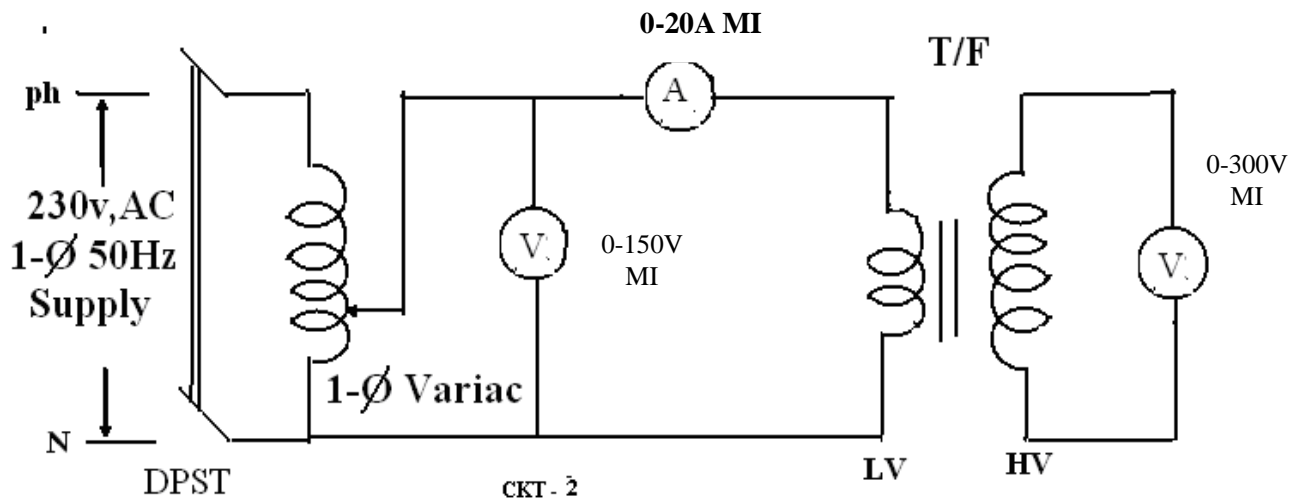 0-20A MI
T/F
ph
A
230v,AC
1-Ø 50Hz
Supply
V
0-150V
MI
0-300V
MI
V
1-Ø Variac
N
DPST
CKT - 2
LV
HV